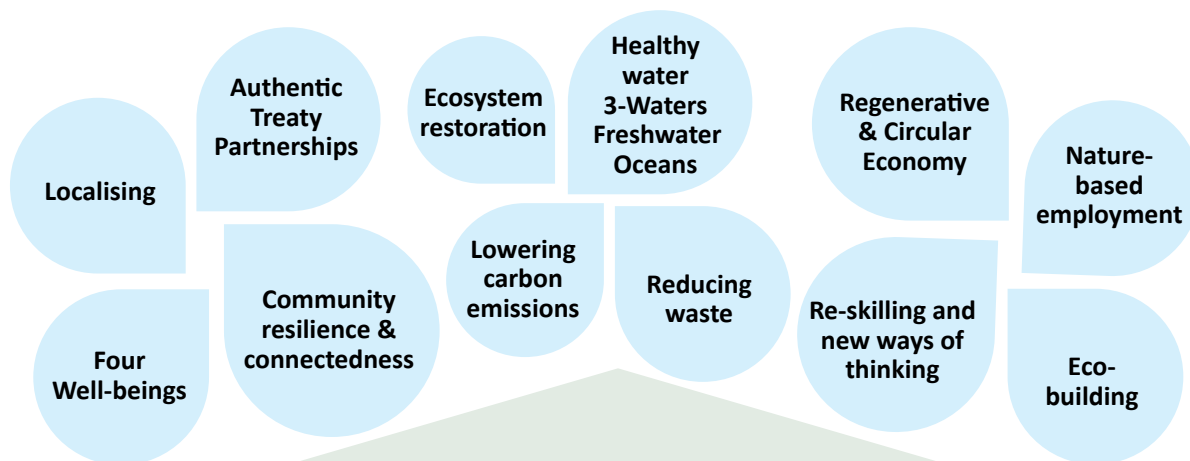 Localising
Authentic
Treaty
Partnerships
Four
Well-beings
Community
resilience &
connectedness
Ecosystem
restoration
Healthy
water
3-Waters
Freshwater
Oceans
Lowering
carbon
emissions
Reducing
waste
Regenerative
& Circular
Economy
Nature-
based
employment
Re-skilling and
new ways of
thinking
Eco-
building